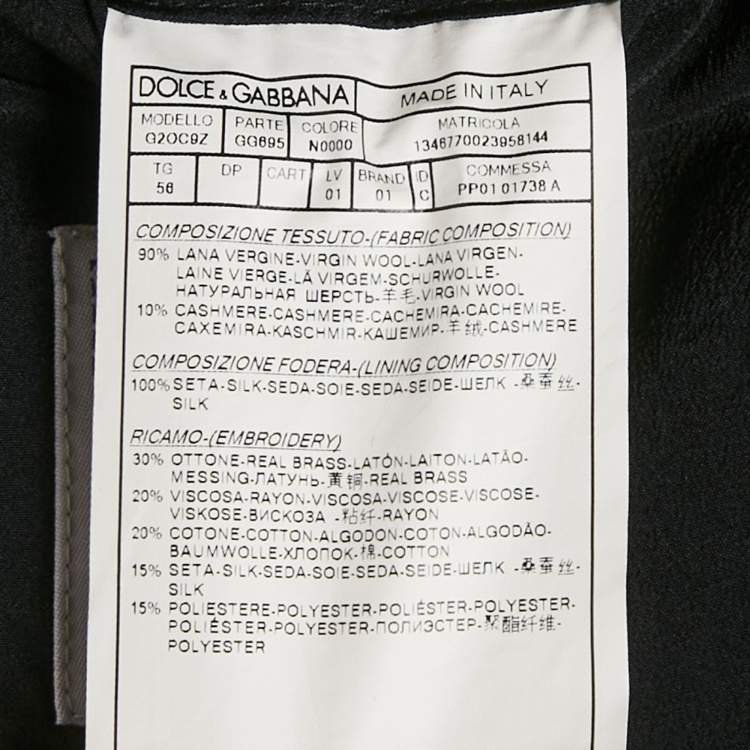 DOLCE & GABBANA MADE IN ITALY
MODELLO PARTE COLORE MATRICOLA
G2OC9Z GG695 N0000 1346770023958144
TG DP CART LV BRAND ID COMMESSA
56 01 01 C PP01 01738 A
COMPOSIZIONE TESSUTO-(FABRIC COMPOSITION)
90% LANA VERGINE-VIRGIN WOOL-LANA VIRGEN-
LAINE VIERGE-LÃ VIRGEM-SCHURWOLLE-
НАТУРАЛЬНАЯ ШЕРСТЬ-羊毛-VIRGIN WOOL
10% CASHMERE-CASHMERE-CACHEMIRA-CACHEMIRE-
CAXEMIRA-KASCHMIR-КАШЕМИР-羊绒-CASHMERE
COMPOSIZIONE FODERA-(LINING COMPOSITION)
100% SETA-SILK-SEDA-SOIE-SEDA-SEIDE-ШЕЛК -桑蚕丝-
SILK
RICAMO-(EMBROIDERY)
30% OTTONE-REAL BRASS-LATÓN-LAITON-LATÃO-
MESSING-ЛАТУНЬ-黄铜-REAL BRASS
20% VISCOSA-RAYON-VISCOSA-VISCOSE-VISCOSE-
VISKOSE-ВИСКОЗА -粘纤-RAYON
20% COTONE-COTTON-ALGODON-COTON-ALGODÃO-
BAUMWOLLE-ХЛОПОК-棉-COTTON
15% SETA-SILK-SEDA-SOIE-SEDA-SEIDE-ШЕЛК -桑蚕丝-
SILK
15% POLIESTERE-POLYESTER-POLIÉSTER-POLYESTER-
POLIÉSTER-POLYESTER-ПОЛИЭСТЕР-聚酯纤维-
POLYESTER